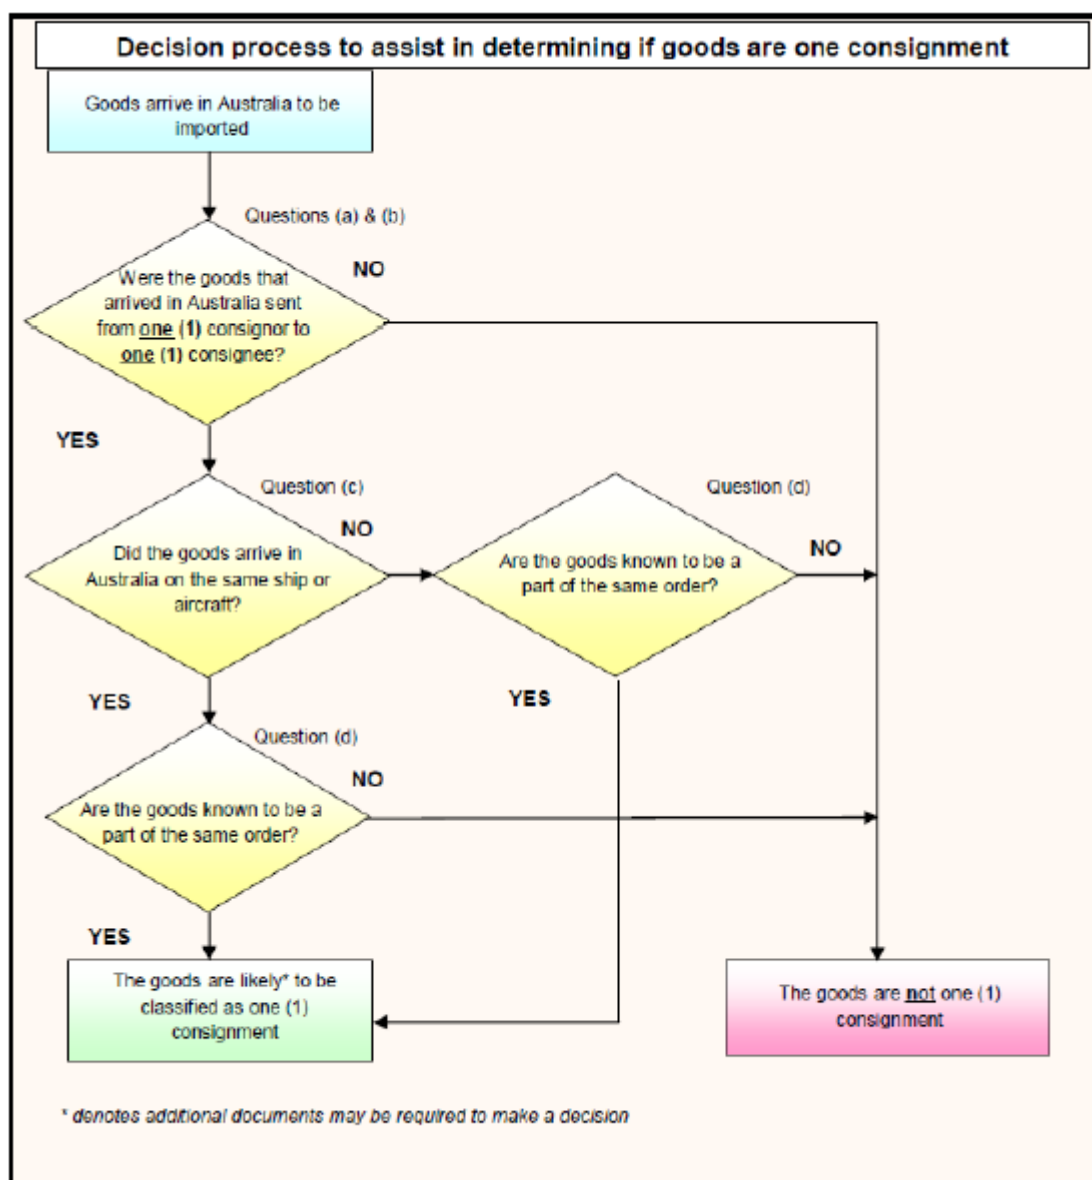 Decision process to assist in determining if goods are one consignment
Goods arrive in Australia to be
imported
Questions (a) & (b)
NO
Were the goods that
arrived in Australia sent
from one (1) consignor to
one (1) consignee?
YES
Question (c)
NO
Did the goods arrive in
Australia on the same ship or
aircraft?
Question (d)
NO
Are the goods known to be a
part of the same order?
YES
YES
Question (d)
NO
Are the goods known to be a
part of the same order?
YES
The goods are likely* to be
classified as one (1)
consignment
The goods are not one (1)
consignment
* denotes additional documents may be required to make a decision